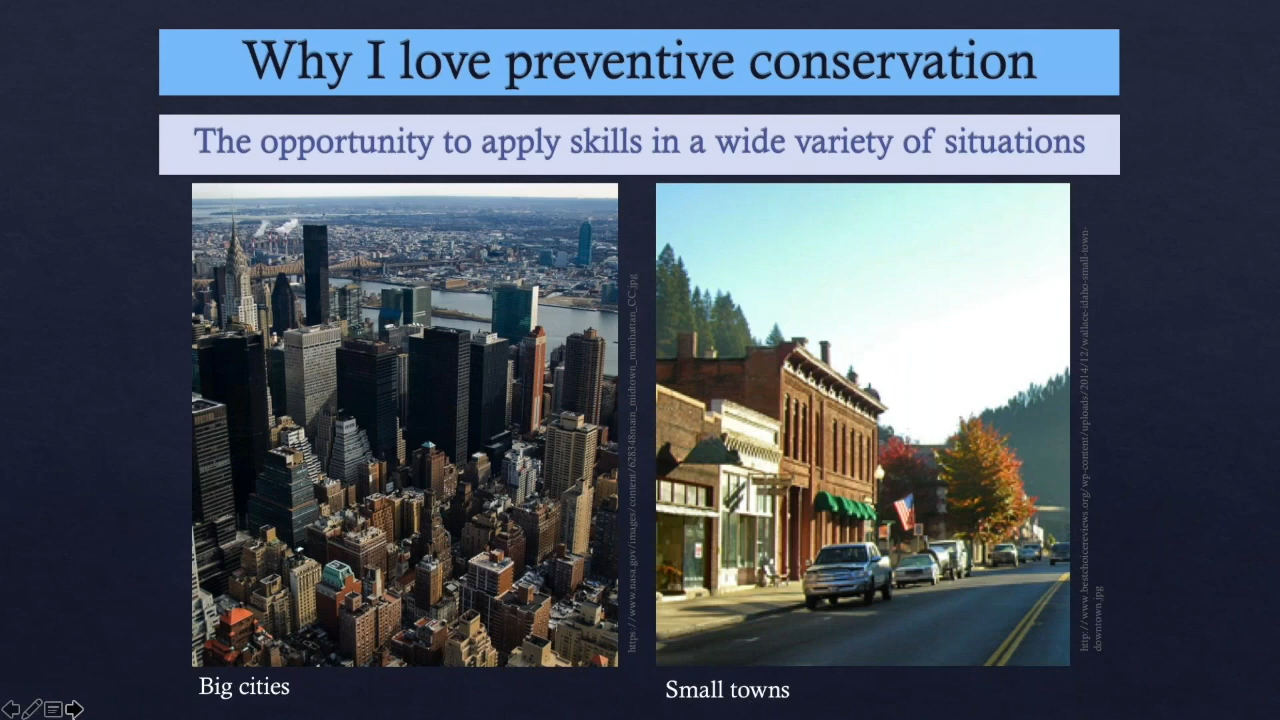 Why I love preventive conservation
The opportunity to apply skills in a wide variety of situations
https://www.nasa.gov/images/content/628348main_midtown_manhattan_CC.jpg
http://www.bestchoicereviews.org/wp-content/uploads/2014/12/wallace-idaho-small-town-
downtown.jpg
Big cities
Small towns